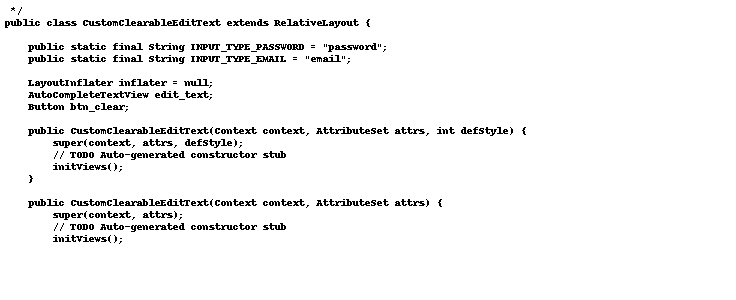 */
public class CustomClearableEditText extends RelativeLayout {
public static final String INPUT_TYPE_PASSWORD = "password";
public static final String INPUT_TYPE_EMAIL = "email";
LayoutInflater inflater = null;
AutoCompleteTextView edit_text;
Button btn_clear;
public CustomClearableEditText(Context context, AttributeSet attrs, int defStyle) {
super(context, attrs, defStyle);
// TODO Auto-generated constructor stub
initViews();
}
public CustomClearableEditText(Context context, AttributeSet attrs) {
super(context, attrs);
// TODO Auto-generated constructor stub
initViews();